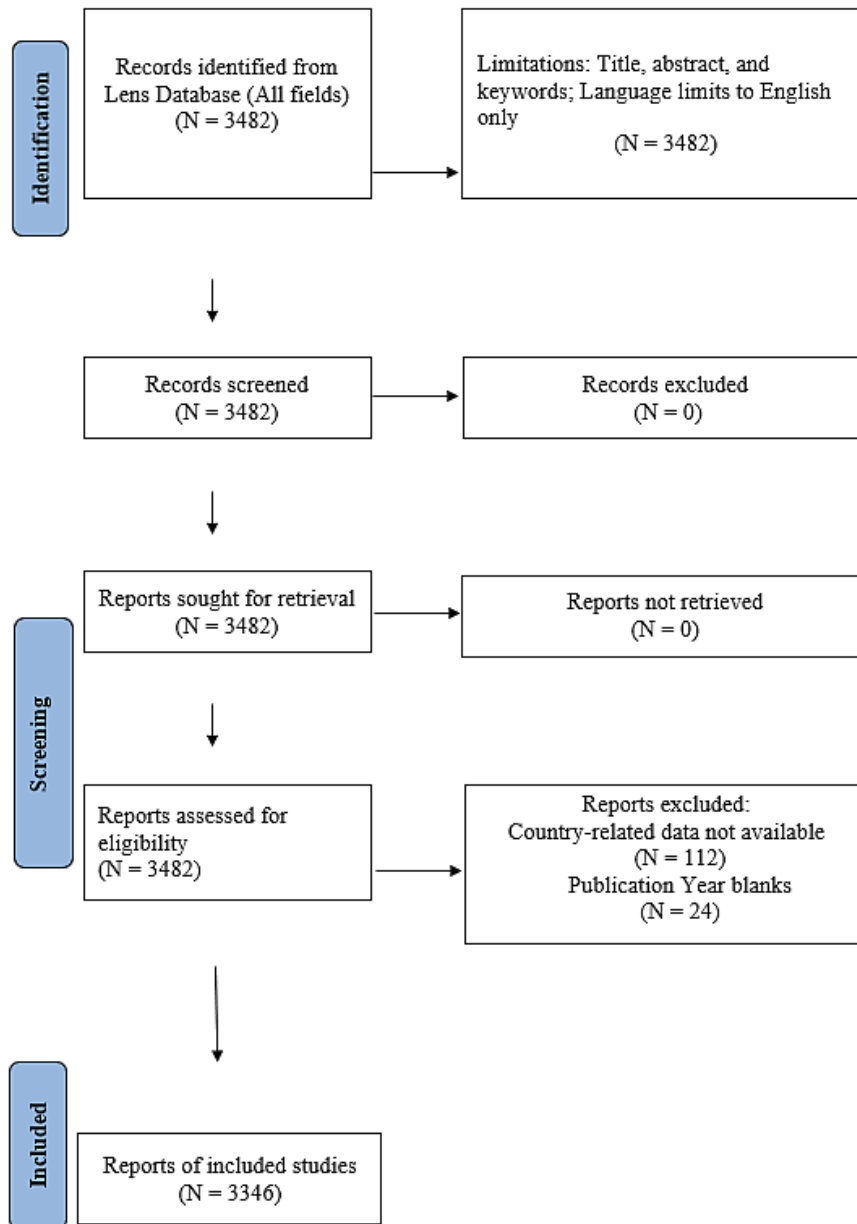 Identification
Records identified from
Lens Database (All fields)
(N = 3482)
Limitations: Title, abstract, and
keywords; Language limits to English
only
(N = 3482)
Records screened
(N = 3482)
Records excluded
(N = 0)
Screening
Reports sought for retrieval
(N = 3482)
Reports not retrieved
(N = 0)
Reports assessed for
eligibility
(N = 3482)
Reports excluded:
Country-related data not available
(N = 112)
Publication Year blanks
(N = 24)
Included
Reports of included studies
(N = 3346)